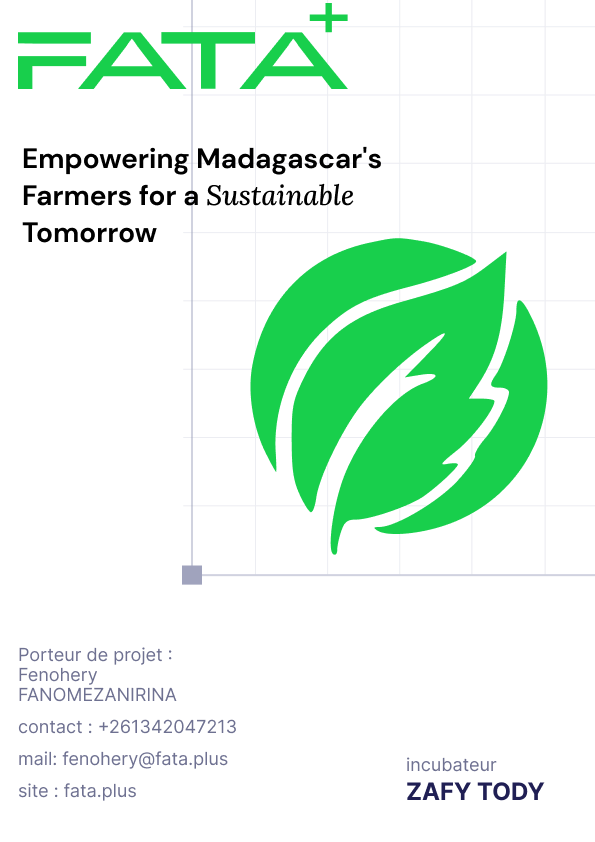 FATA+
Empowering Madagascar's
Farmers for a Sustainable
Tomorrow
Porteur de projet :
Fenohery
FANOMEZANIRINA
contact : +261342047213
mail: fenohery@fata.plus
site : fata.plus
incubateur
ZAFY TODY